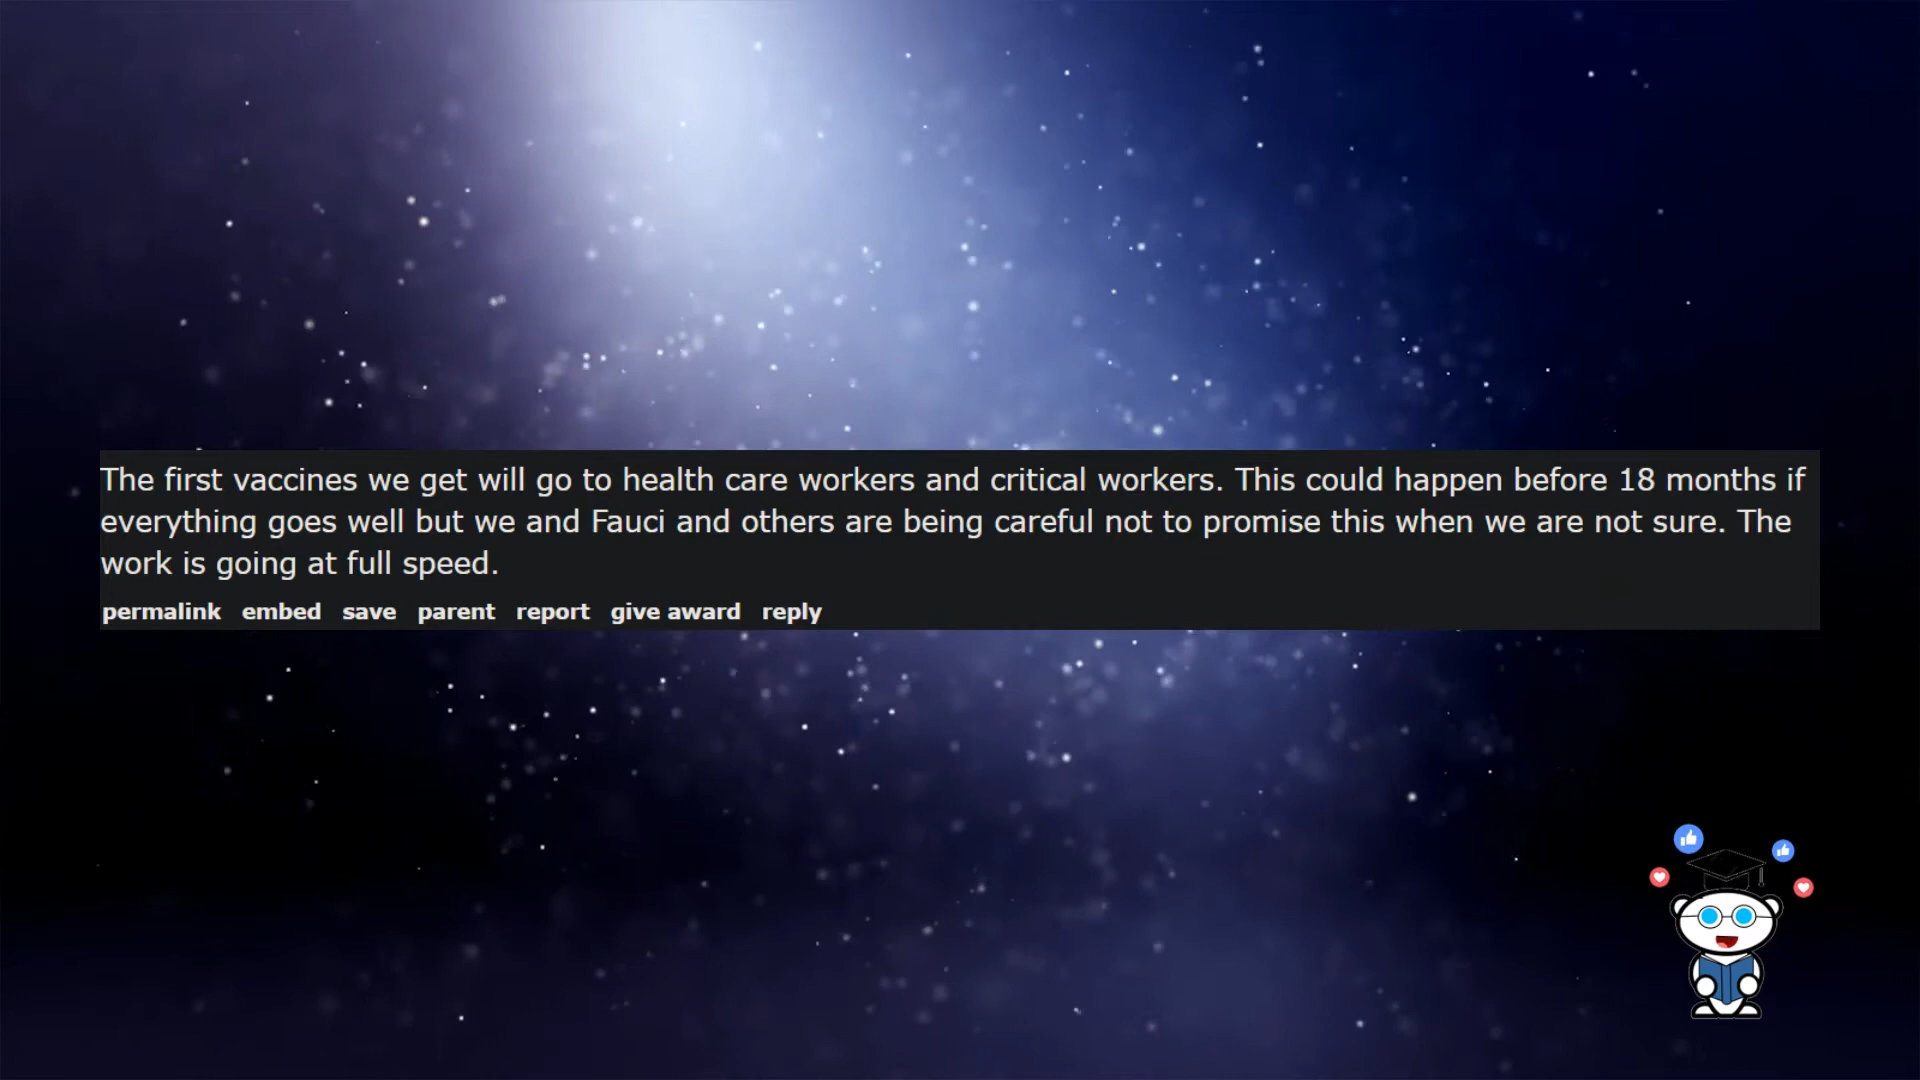 The first vaccines we get will go to health care workers and critical workers. This could happen before 18 months if
everything goes well but we and Fauci and others are being careful not to promise this when we are not sure. The
work is going at full speed.
permalink embed save parent report give award reply